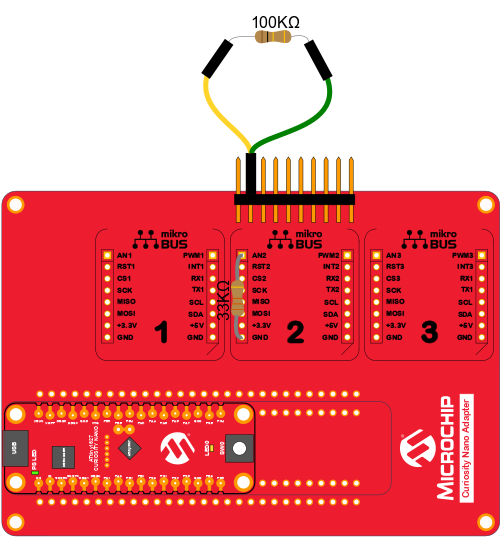 100KΩ
mikro
BUS
mikro
BUS
mikro
BUS
AN1 PWM1
RST1 INT1
CS1 RX1
SCK TX1
MISO SCL
MOSI SDA
+3.3V +5V
GND GND
1
AN2 PWM2
RST2 INT2
CS2 RX2
SCK TX2
MISO SCL
MOSI SDA
+3.3V +5V
GND GND
2
33KΩ
AN3 PWM3
RST3 INT3
CS3 RX3
SCK TX3
MISO SCL
MOSI SDA
+3.3V +5V
GND GND
3
USB
PS LED
CURIOSITY NANO
LED0
SW0
MICROCHIP
Curiosity Nano Adapter